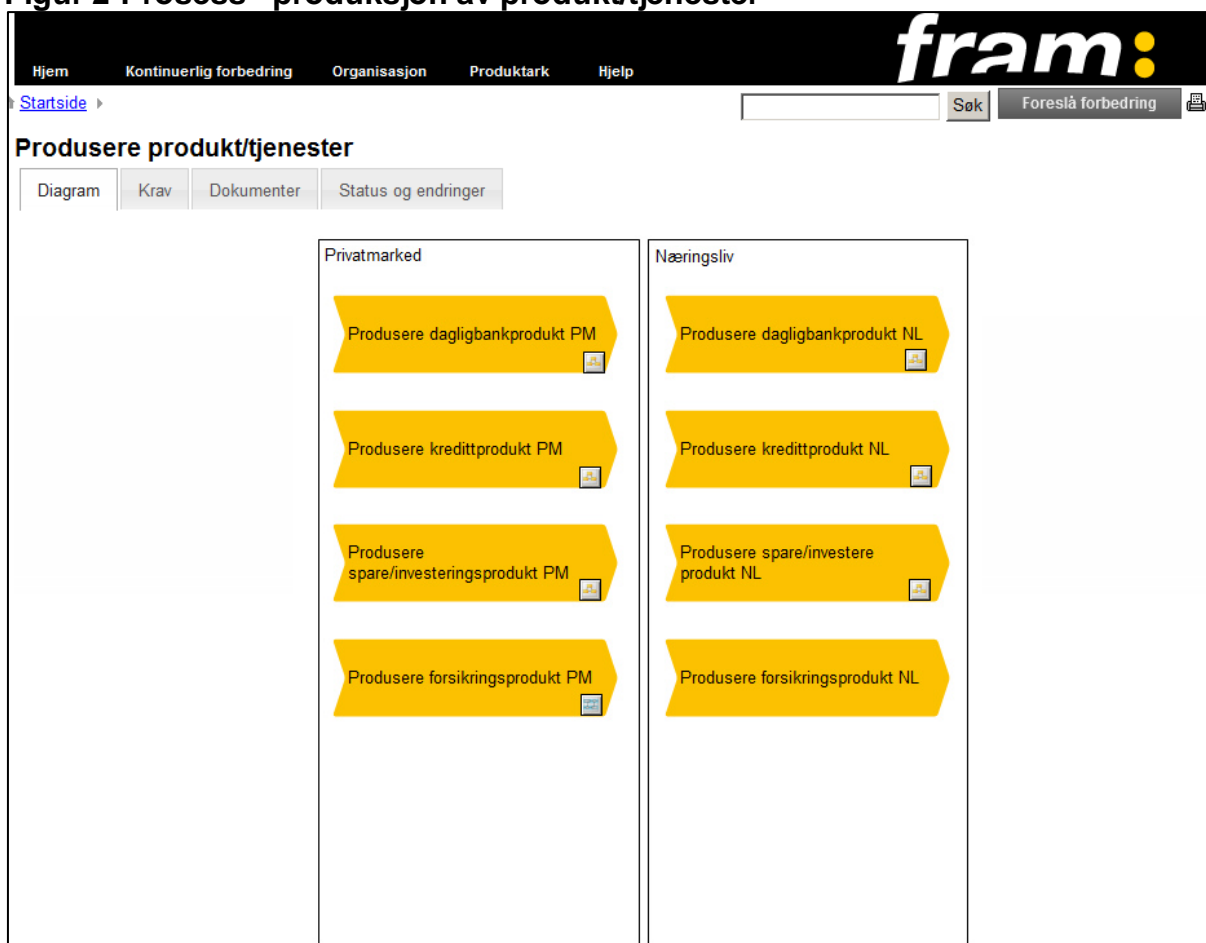 Figur 2 Prosess - produksjon av produkt/tjenester
fram:
Hjem Kontinuerlig forbedring Organisasjon Produktark Hjelp
Startside
Søk Foreslå forbedring
Produsere produkt/tjenester
Diagram Krav Dokumenter Status og endringer
Privatmarked
Produsere dagligbankprodukt PM
Produsere kredittprodukt PM
Produsere
spare/investeringsprodukt PM
Produsere forsikringsprodukt PM
Næringsliv
Produsere dagligbankprodukt NL
Produsere kredittprodukt NL
Produsere spare/investere
produkt NL
Produsere forsikringsprodukt NL